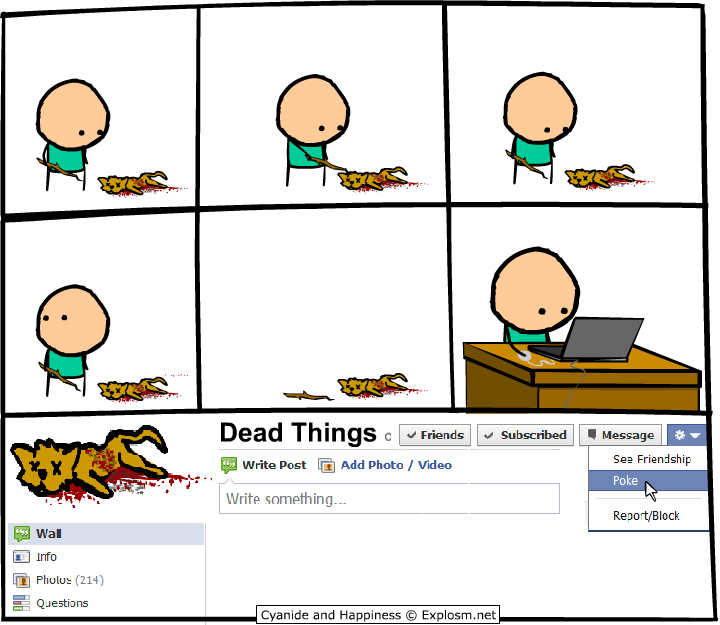 Dead Things
Friends
Subscribed
Message
Write Post
Add Photo / Video
See Friendship
Poke
Write something...
Report/Block
Wall
Info
Photos (214)
Questions
Cyanide and Happiness © Explosm.net